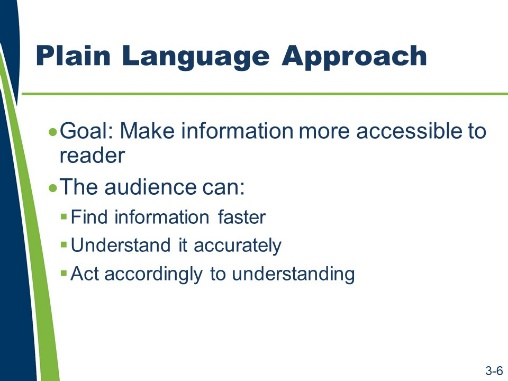 Plain Language Approach
•Goal: Make information more accessible to
reader
•The audience can:
▪Find information faster
▪Understand it accurately
▪Act accordingly to understanding
3-6